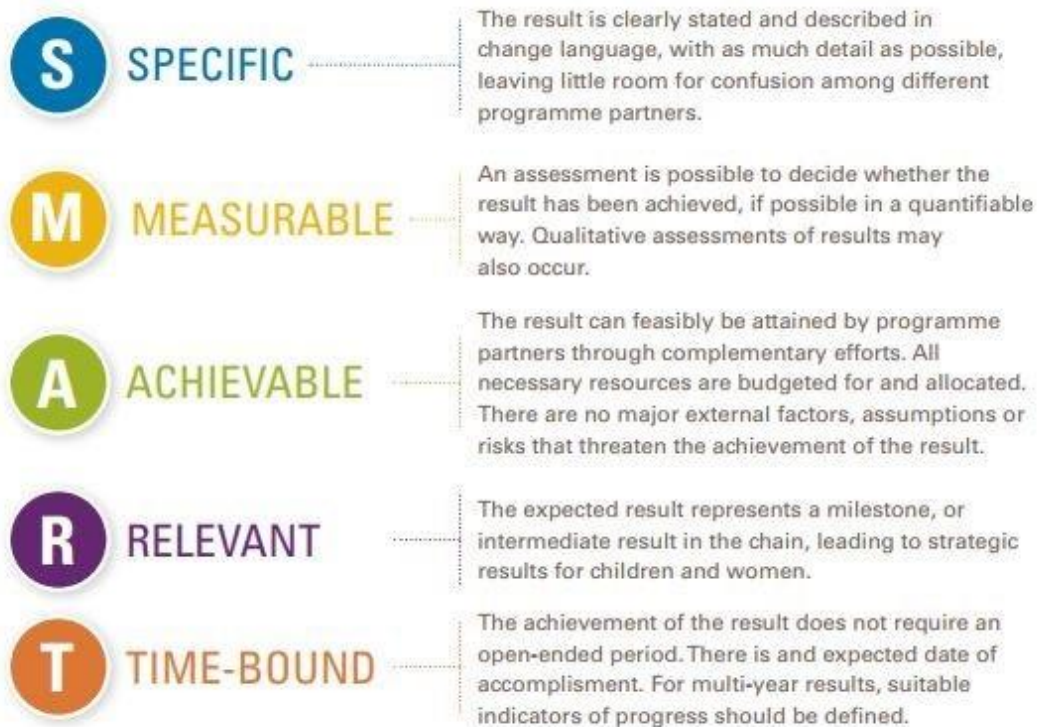 S SPECIFIC
The result is clearly stated and described in
change language, with as much detail as possible,
leaving little room for confusion among different
programme partners.
M MEASURABLE
An assessment is possible to decide whether the
result has been achieved, if possible in a quantifiable
way. Qualitative assessments of results may
also occur.
A ACHIEVABLE
The result can feasibly be attained by programme
partners through complementary efforts. All
necessary resources are budgeted for and allocated.
There are no major external factors, assumptions or
risks that threaten the achievement of the result.
R RELEVANT
The expected result represents a milestone, or
intermediate result in the chain, leading to strategic
results for children and women.
T TIME-BOUND
The achievement of the result does not require an
open-ended period. There is and expected date of
accomplisment. For multi-year results, suitable
indicators of progress should be defined.